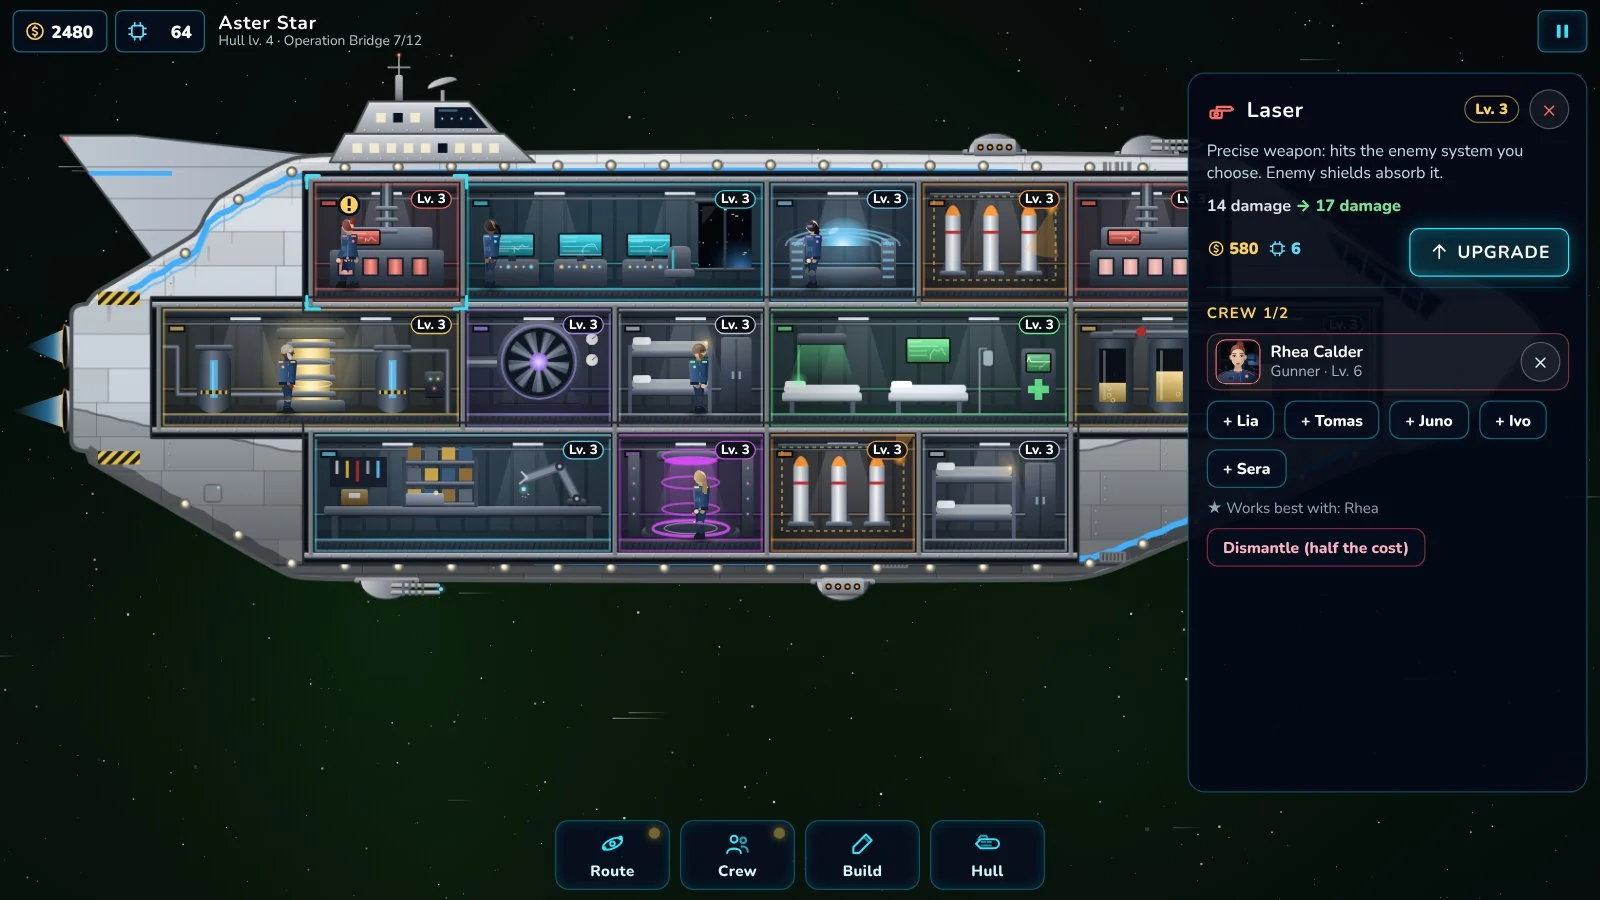 2480
64
Aster Star
Hull lv. 4 · Operation Bridge 7/12
Lv. 3
Lv. 3
Lv. 3
Lv. 3
Lv. 3
Lv. 3
Lv. 3
Lv. 3
Lv. 3
Lv. 3
Lv. 3
Lv. 3
Laser
Lv. 3
Precise weapon: hits the enemy system you
choose. Enemy shields absorb it.
14 damage → 17 damage
580 6
↑ UPGRADE
CREW 1/2
Rhea Calder
Gunner · Lv. 6
+ Lia
+ Tomas
+ Juno
+ Ivo
+ Sera
★ Works best with: Rhea
Dismantle (half the cost)
Route
Crew
Build
Hull